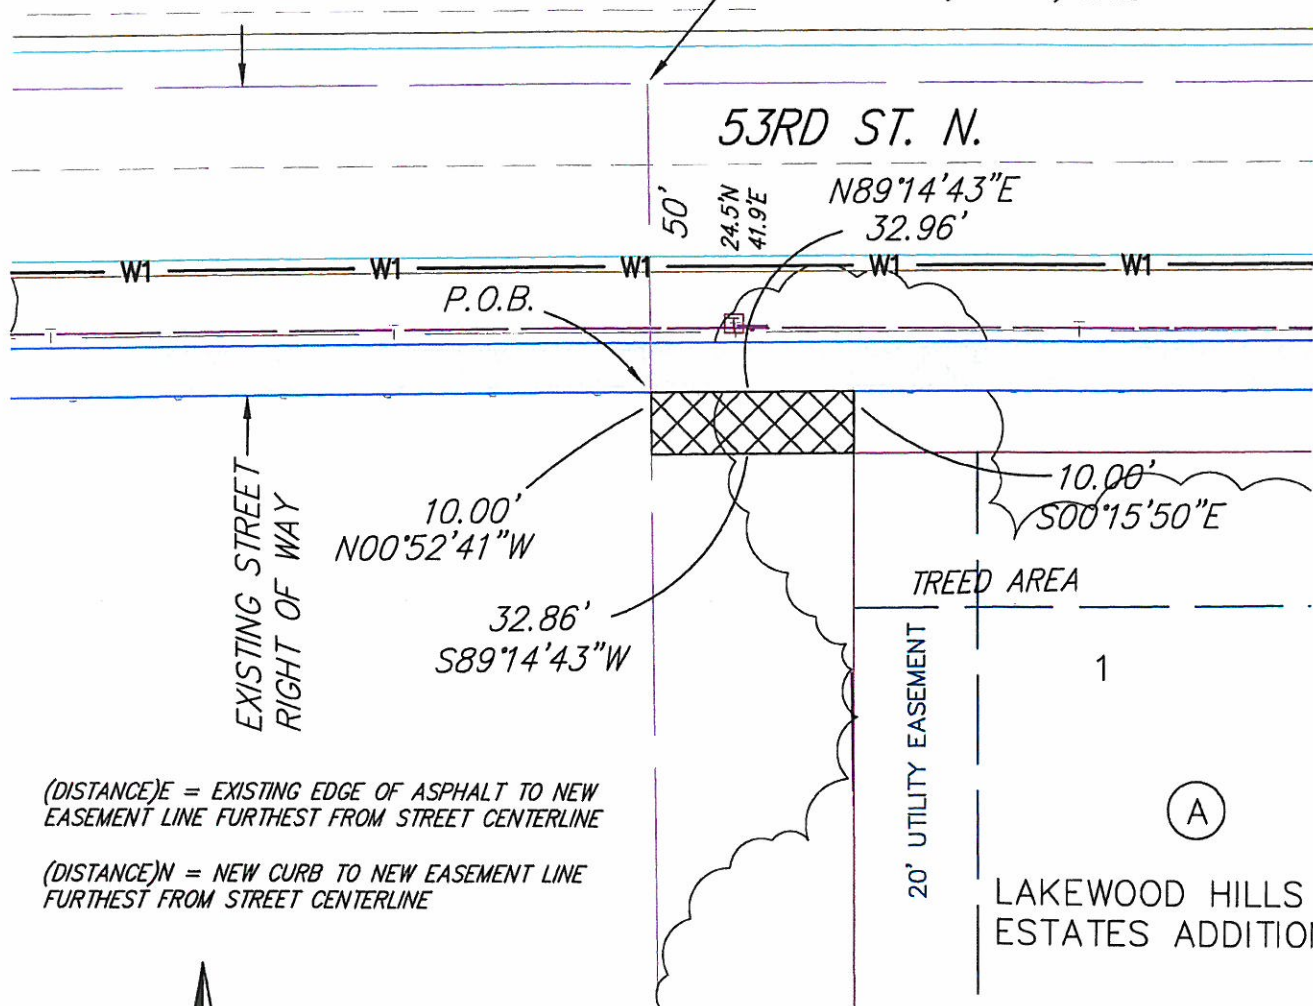 53RD ST. N.
50'
24.5'N
41.9'E
N89°14'43"E
32.96'
W1 W1 W1 W1 W1
P.O.B.
T T T T
EXISTING STREET
RIGHT OF WAY
10.00'
N00°52'41"W
10.00'
S00°15'50"E
32.86'
S89°14'43"W
TREED AREA
20' UTILITY EASEMENT
1
A
(DISTANCE)E = EXISTING EDGE OF ASPHALT TO NEW
EASEMENT LINE FURTHEST FROM STREET CENTERLINE
(DISTANCE)N = NEW CURB TO NEW EASEMENT LINE
FURTHEST FROM STREET CENTERLINE
LAKEWOOD HILLS
ESTATES ADDITION